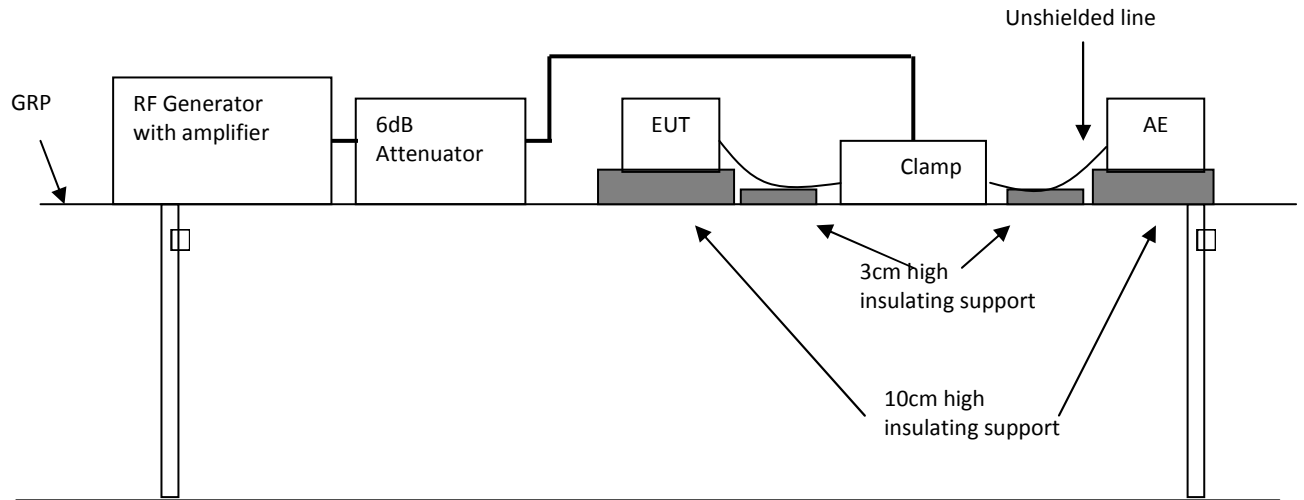 Unshielded line
GRP
RF Generator
with amplifier
6dB
Attenuator
EUT
Clamp
AE
3cm high
insulating support
10cm high
insulating support